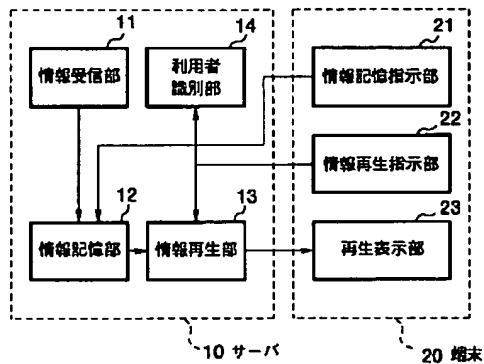 11
14
21
情報受信部
利用者
識別部
情報記憶指示部
22
情報再生指示部
12
13
23
情報記憶部
情報再生部
再生表示部
10 サーバ
20 端末